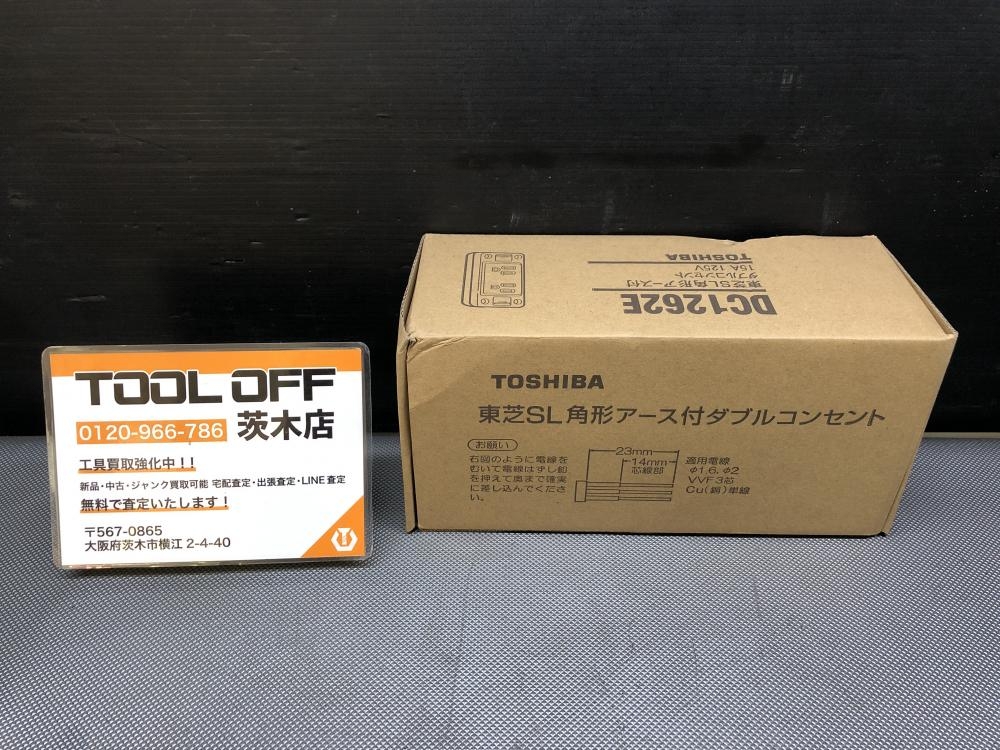 TOOL OFF
0120-966-786 茨木店
工具買取強化中！！
新品・中古・ジャンク買取可能 宅配査定・出張査定・LINE査定
無料で査定いたします！
〒567-0865
大阪府茨木市横江 2-4-40
DC1262E
東芝SL角形アース付
ダブルコンセント
15A 125V
TOSHIBA
TOSHIBA
東芝SL角形アース付ダブルコンセント
お願い
右図のように電線を
むいて電線はずし釦
を押えて奥まで確実
に差し込んでくださ
い。
23mm
14mm
芯線部
適用電線
φ1.6, φ2
VVF3芯
Cu(銅)単線